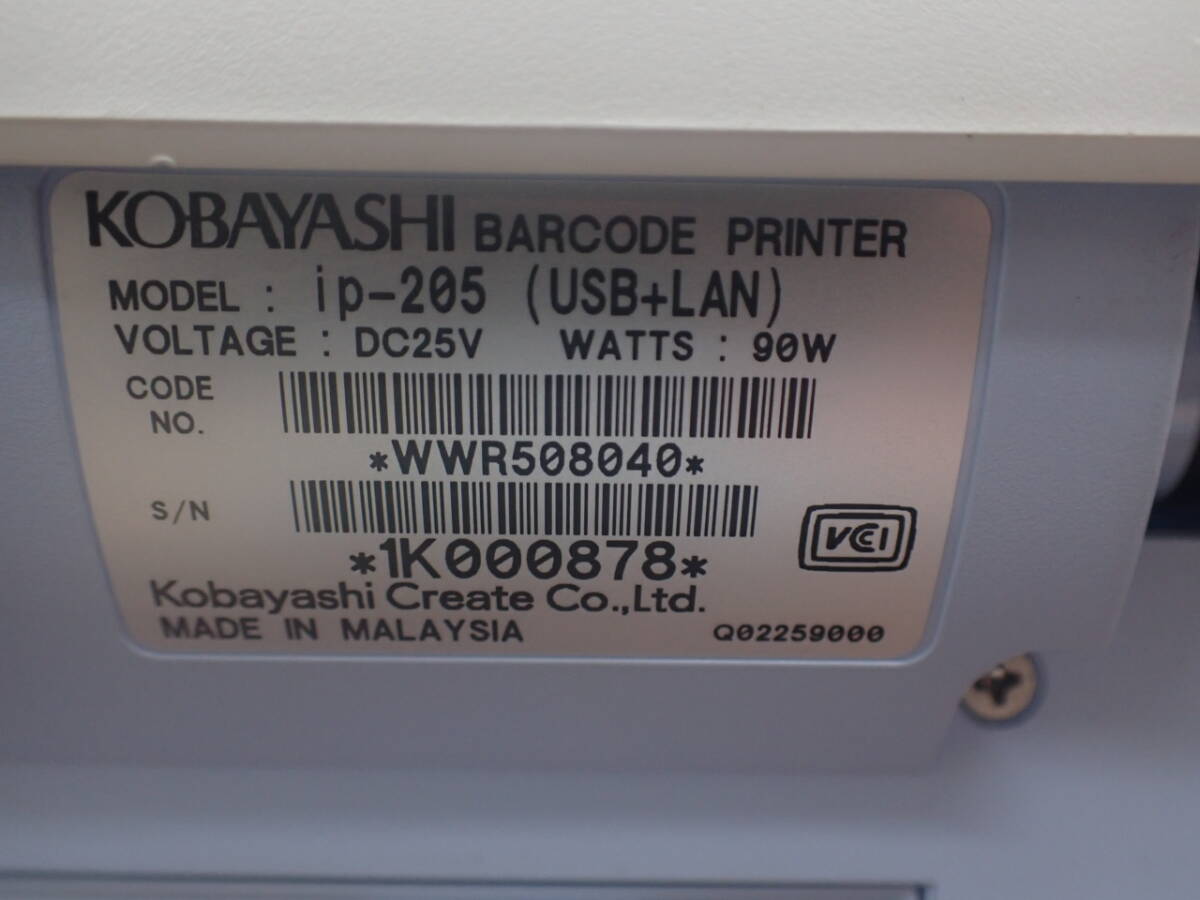 KOBAYASHI BARCODE PRINTER
MODEL : ip-205 (USB+LAN)
VOLTAGE : DC25V WATTS : 90W
CODE NO.
*WWR508040*
S/N
*1K000878*
VCCI
Kobayashi Create Co.,Ltd.
MADE IN MALAYSIA Q02259000